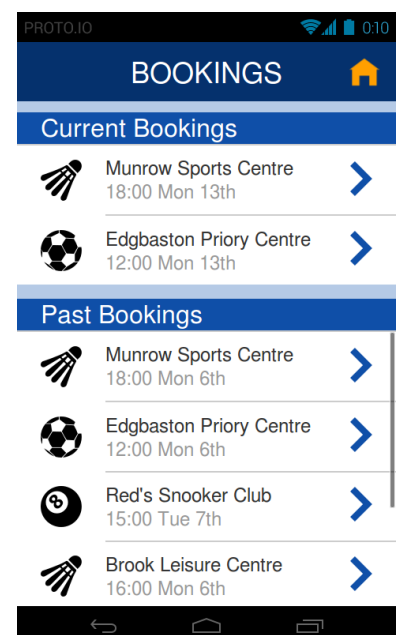 PROTO.IO 0:10
BOOKINGS
Current Bookings
Munrow Sports Centre
18:00 Mon 13th
Edgbaston Priory Centre
12:00 Mon 13th
Past Bookings
Munrow Sports Centre
18:00 Mon 6th
Edgbaston Priory Centre
12:00 Mon 6th
8
Red's Snooker Club
15:00 Tue 7th
Brook Leisure Centre
16:00 Mon 6th